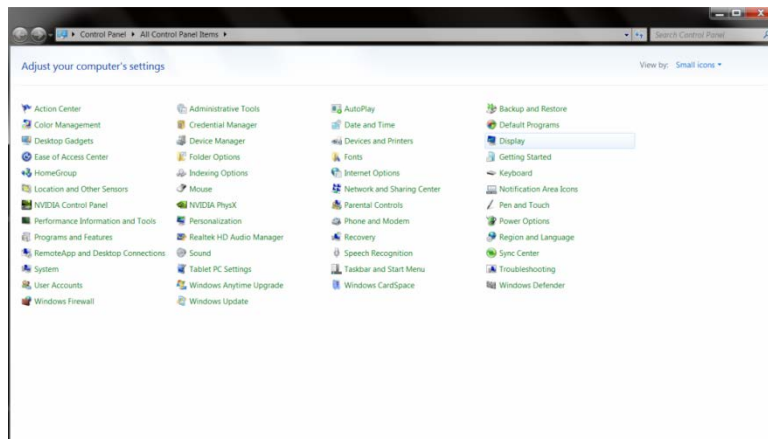 Control Panel All Control Panel Items Search Control Panel
Adjust your computer's settings View by: Small icons
Action Center Administrative Tools AutoPlay Backup and Restore
Color Management Credential Manager Date and Time Default Programs
Desktop Gadgets Device Manager Devices and Printers Display
Ease of Access Center Folder Options Fonts Getting Started
HomeGroup Indexing Options Internet Options Keyboard
Location and Other Sensors Mouse Network and Sharing Center Notification Area Icons
NVIDIA Control Panel NVIDIA PhysX Parental Controls Pen and Touch
Performance Information and Tools Personalization Phone and Modem Power Options
Programs and Features Realtek HD Audio Manager Recovery Region and Language
RemoteApp and Desktop Connections Sound Speech Recognition Sync Center
System Tablet PC Settings Taskbar and Start Menu Troubleshooting
User Accounts Windows Anytime Upgrade Windows CardSpace Windows Defender
Windows Firewall Windows Update